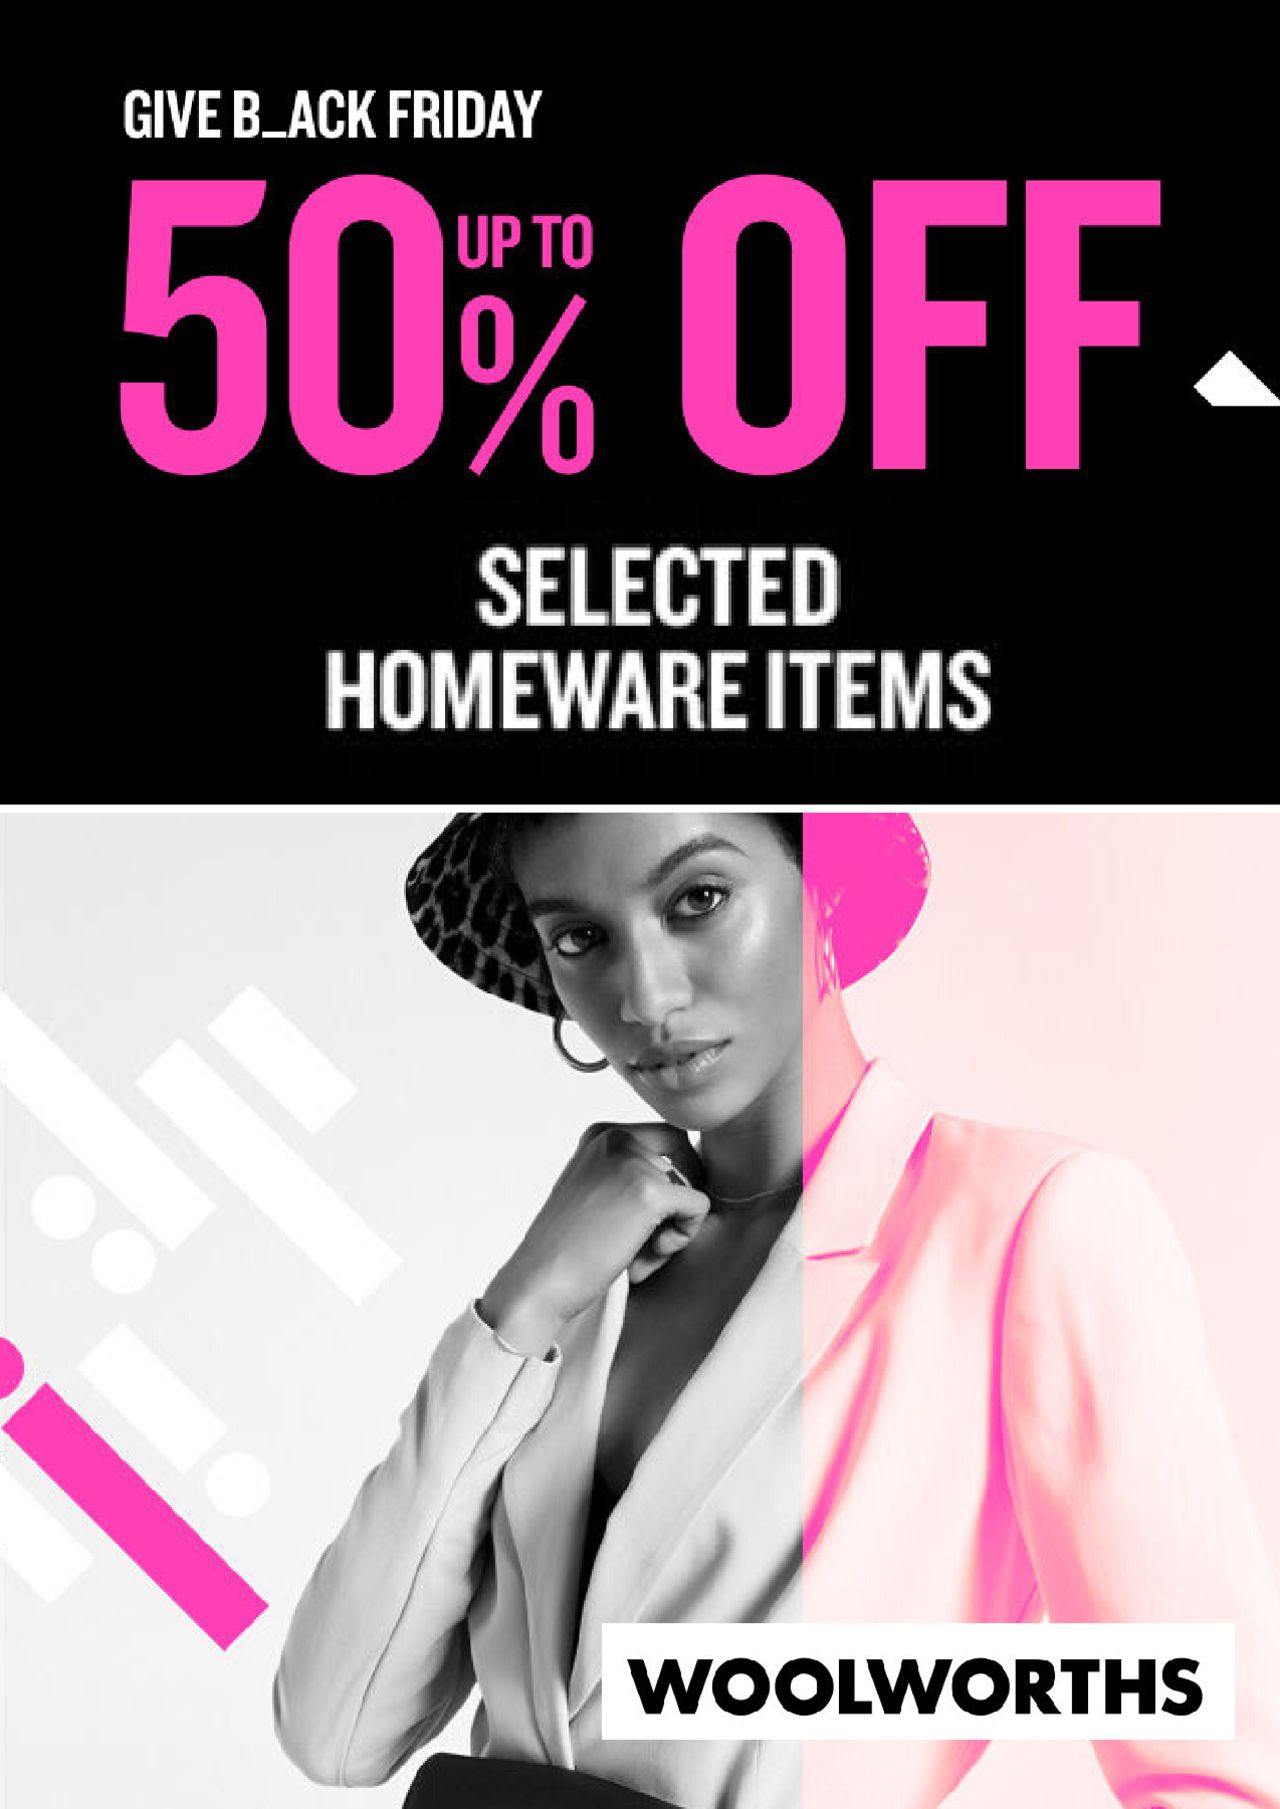 GIVE B_ACK FRIDAY
50 UP TO % OFF
SELECTED
HOMEWARE ITEMS
WOOLWORTHS